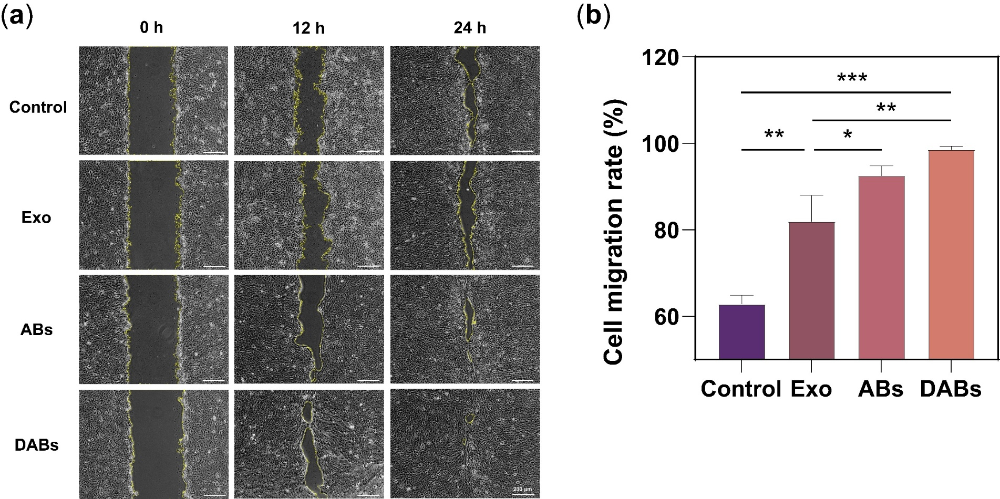 (a)
0 h 12 h 24 h
Control
Exo
ABs
DABs
200 μm
(b)
Cell migration rate (%)
120
100
80
60
***
**
** *
Control Exo ABs DABs